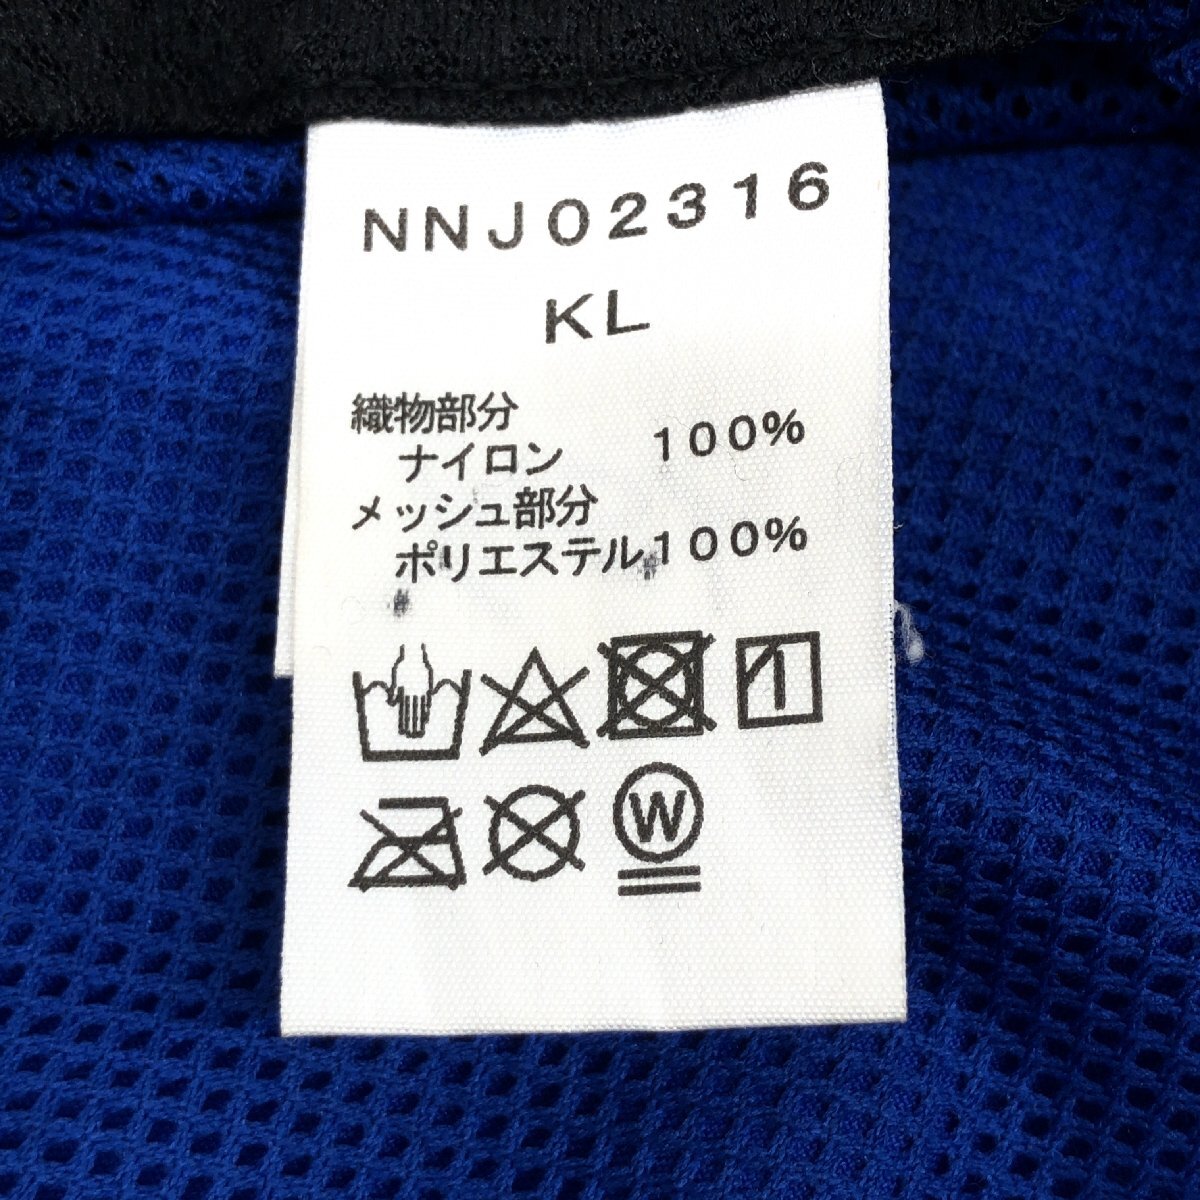 NNJ02316
KL
織物部分
ナイロン 100%
メッシュ部分
ポリエステル100%
W